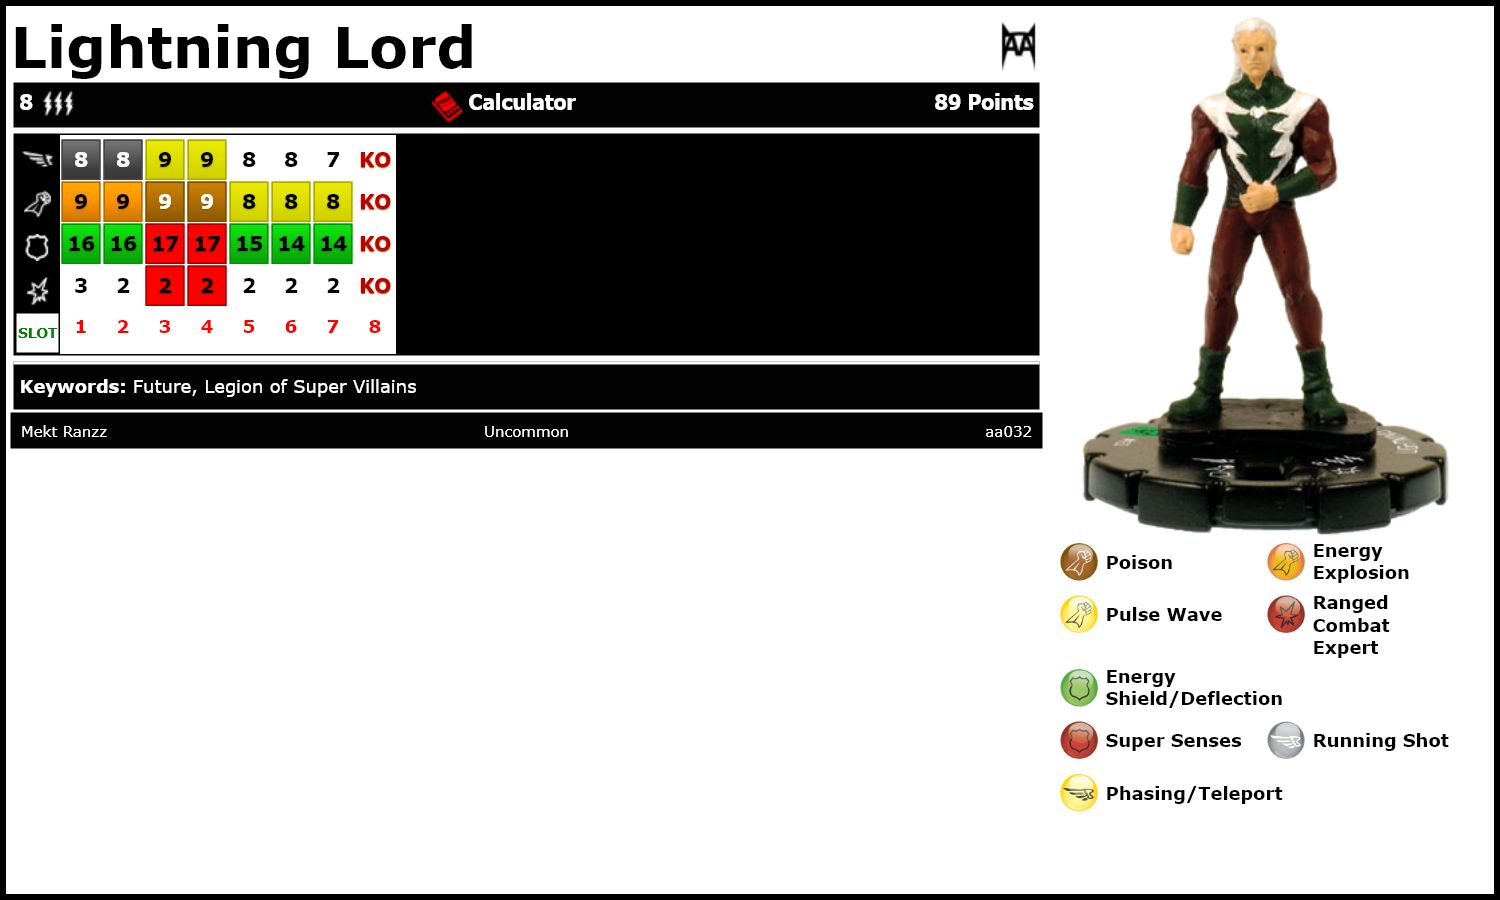 Lightning Lord
8 Calculator 89 Points
8 8 9 9 8 8 7 KO
9 9 9 9 8 8 8 KO
16 16 17 17 15 14 14 KO
3 2 2 2 2 2 2 KO
SLOT 1 2 3 4 5 6 7 8
Keywords: Future, Legion of Super Villains
Mekt Ranzz Uncommon aa032
Poison
Energy
Explosion
Pulse Wave
Ranged
Combat
Expert
Energy
Shield/Deflection
Super Senses
Running Shot
Phasing/Teleport